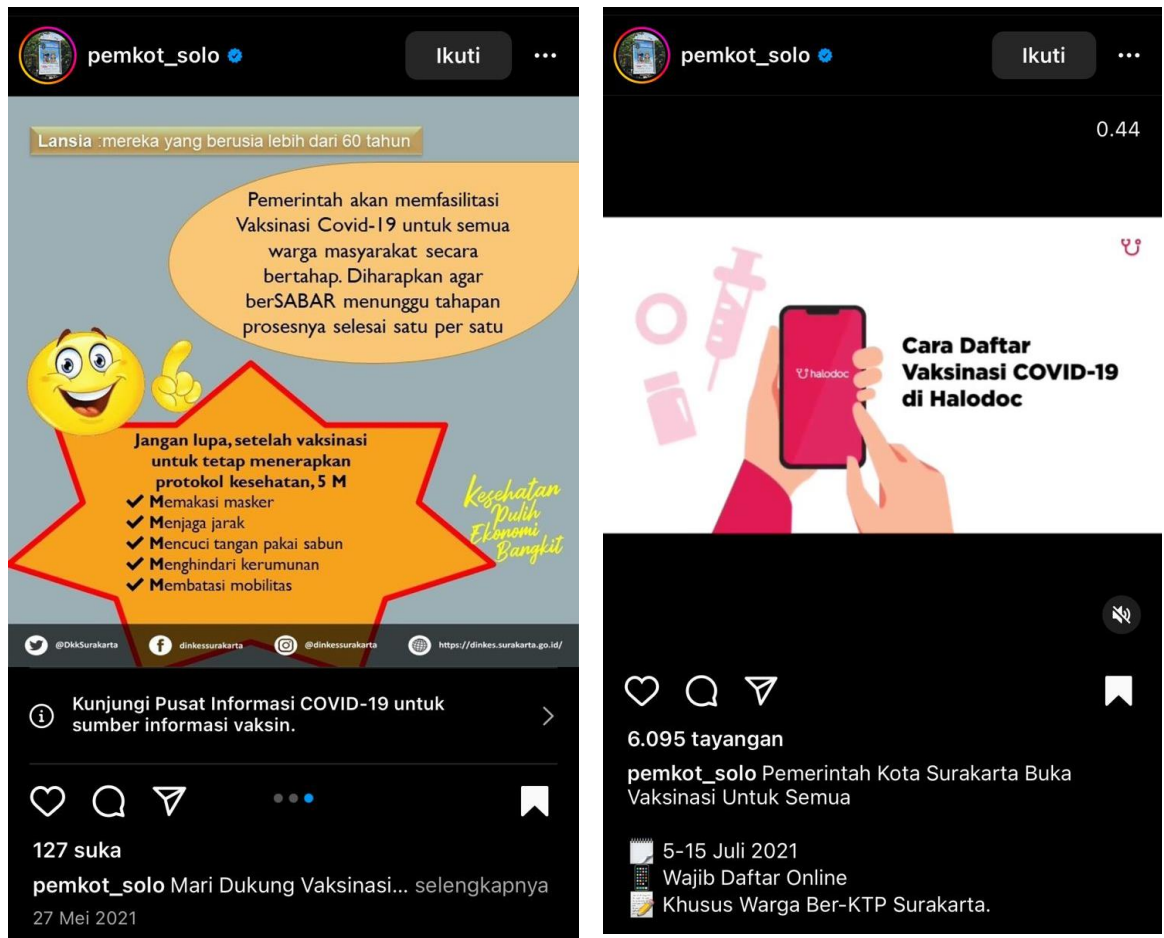 pemkot_solo
Ikuti
Lansia :mereka yang berusia lebih dari 60 tahun
Pemerintah akan memfasilitasi
Vaksinasi Covid-19 untuk semua
warga masyarakat secara
bertahap. Diharapkan agar
berSABAR menunggu tahapan
prosesnya selesai satu per satu
Jangan lupa, setelah vaksinasi
untuk tetap menerapkan
protokol kesehatan, 5 M
✓ Memakasi masker
✓ Menjaga jarak
✓ Mencuci tangan pakai sabun
✓ Menghindari kerumunan
✓ Membatasi mobilitas
Kesehatan
Pulih
Ekonomi
Bangkit
@DkkSurakarta
dinkessurakarta
@dinkessurakarta
https://dinkes.surakarta.go.id/
Kunjungi Pusat Informasi COVID-19 untuk
sumber informasi vaksin.
127 suka
pemkot_solo Mari Dukung Vaksinasi... selengkapnya
27 Mei 2021
pemkot_solo
Ikuti
0.44
halodoc
Cara Daftar
Vaksinasi COVID-19
di Halodoc
6.095 tayangan
pemkot_solo Pemerintah Kota Surakarta Buka
Vaksinasi Untuk Semua
5-15 Juli 2021
Wajib Daftar Online
Khusus Warga Ber-KTP Surakarta.